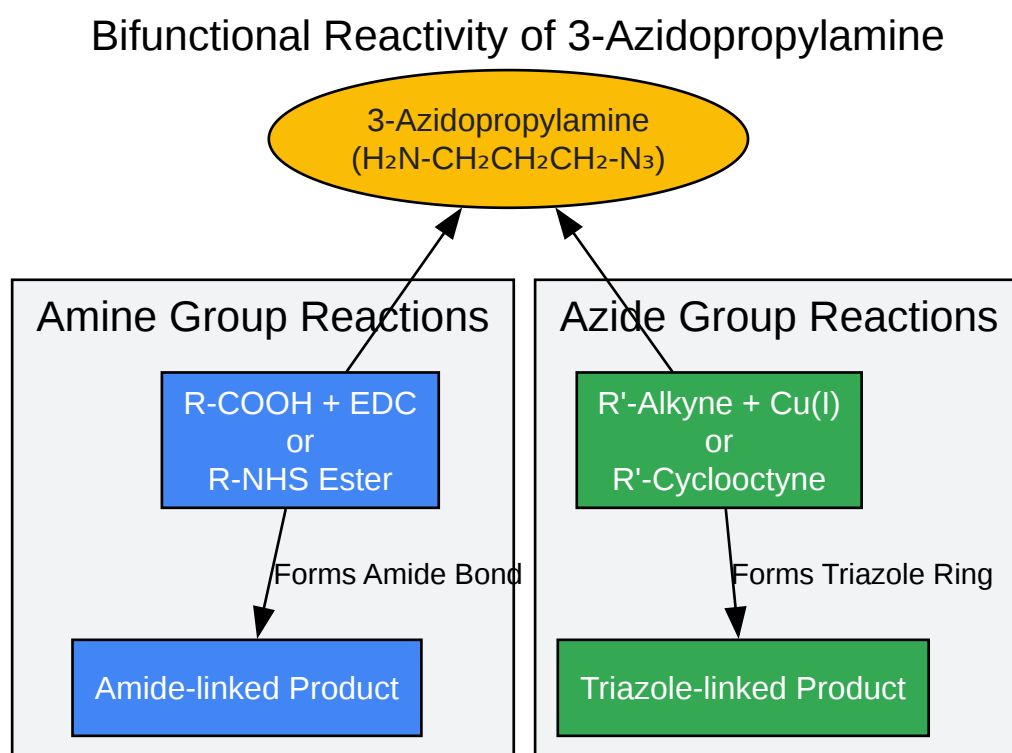 Bifunctional Reactivity of 3-Azidopropylamine
3-Azidopropylamine
(H₂N-CH₂CH₂CH₂-N₃)
Amine Group Reactions
R-COOH + EDC
or
R-NHS Ester
Forms Amide Bond
Amide-linked Product
Azide Group Reactions
R'-Alkyne + Cu(I)
or
R'-Cyclooctyne
Forms Triazole Ring
Triazole-linked Product